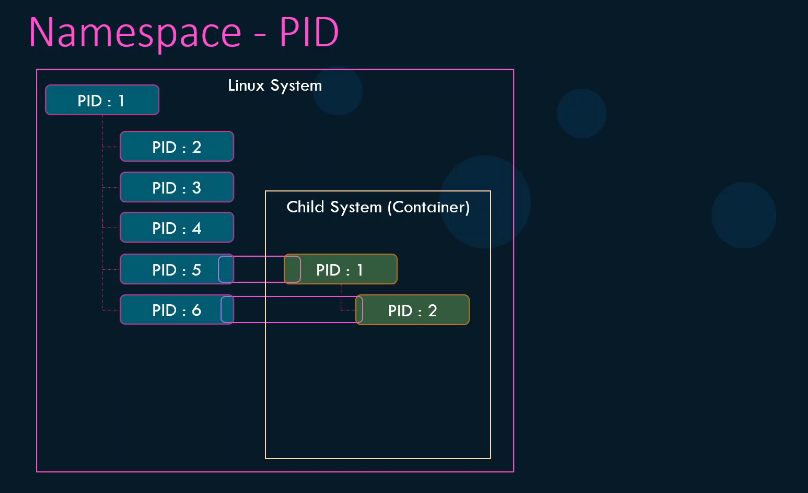 Namespace - PID
Linux System
PID : 1
PID : 2
PID : 3
PID : 4
PID : 5
PID : 6
Child System (Container)
PID : 1
PID : 2